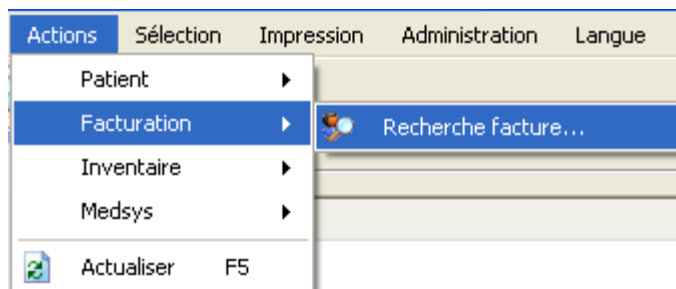 Actions Sélection Impression Administration Langue
Patient
Facturation Recherche facture...
Inventaire
Medsys
Actualiser F5